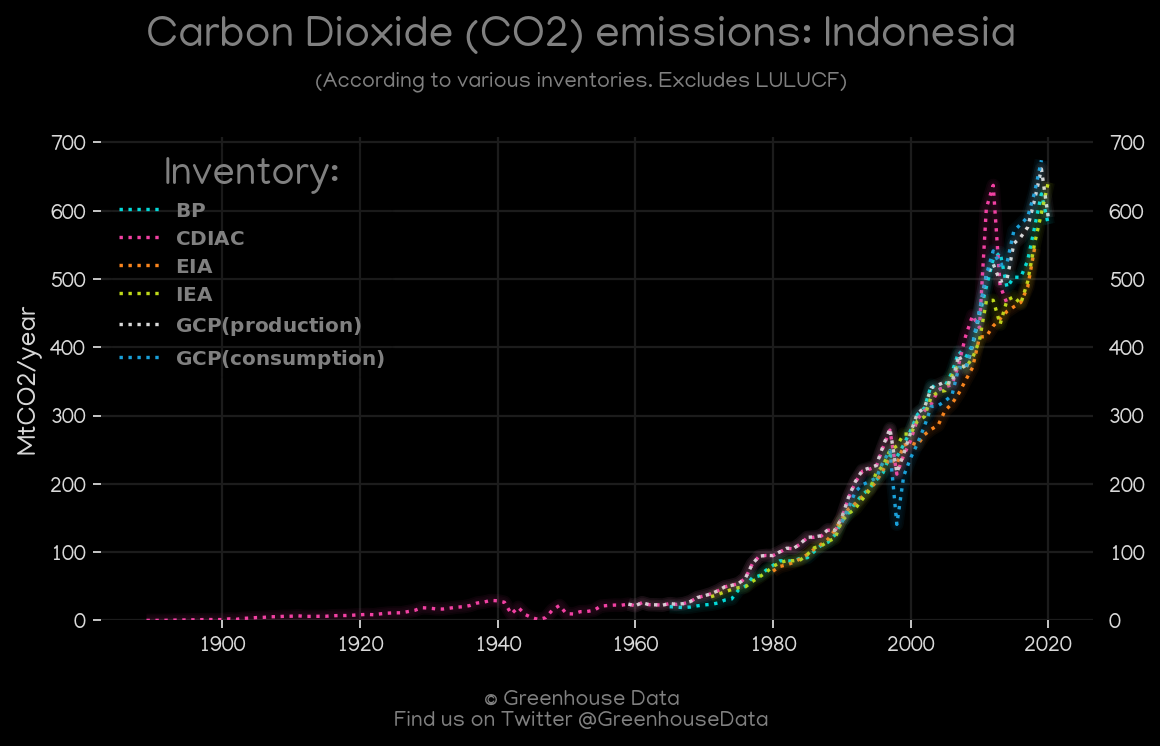 Carbon Dioxide (CO2) emissions: Indonesia
(According to various inventories. Excludes LULUCF)
700 700
Inventory:
600 600
BP
CDIAC
EIA
500 500
IEA
GCP(production)
400 400
GCP(consumption)
MtCO2/year
300 300
200 200
100 100
0 0
1900 1920 1940 1960 1980 2000 2020
© Greenhouse Data
Find us on Twitter @GreenhouseData